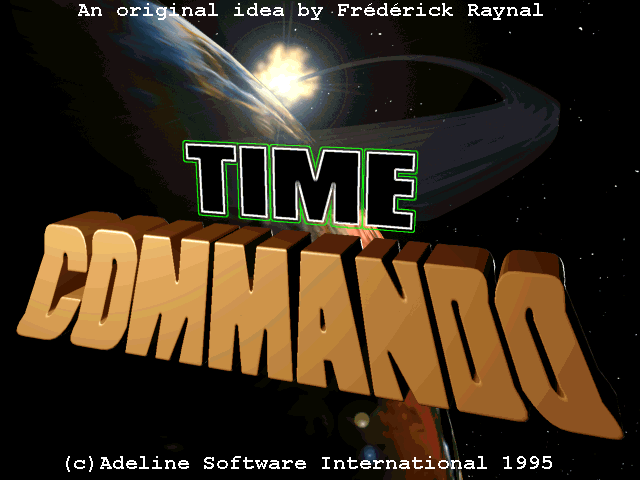 An original idea by Frédérick Raynal
TIME
COMMANDO
(c)Adeline Software International 1995